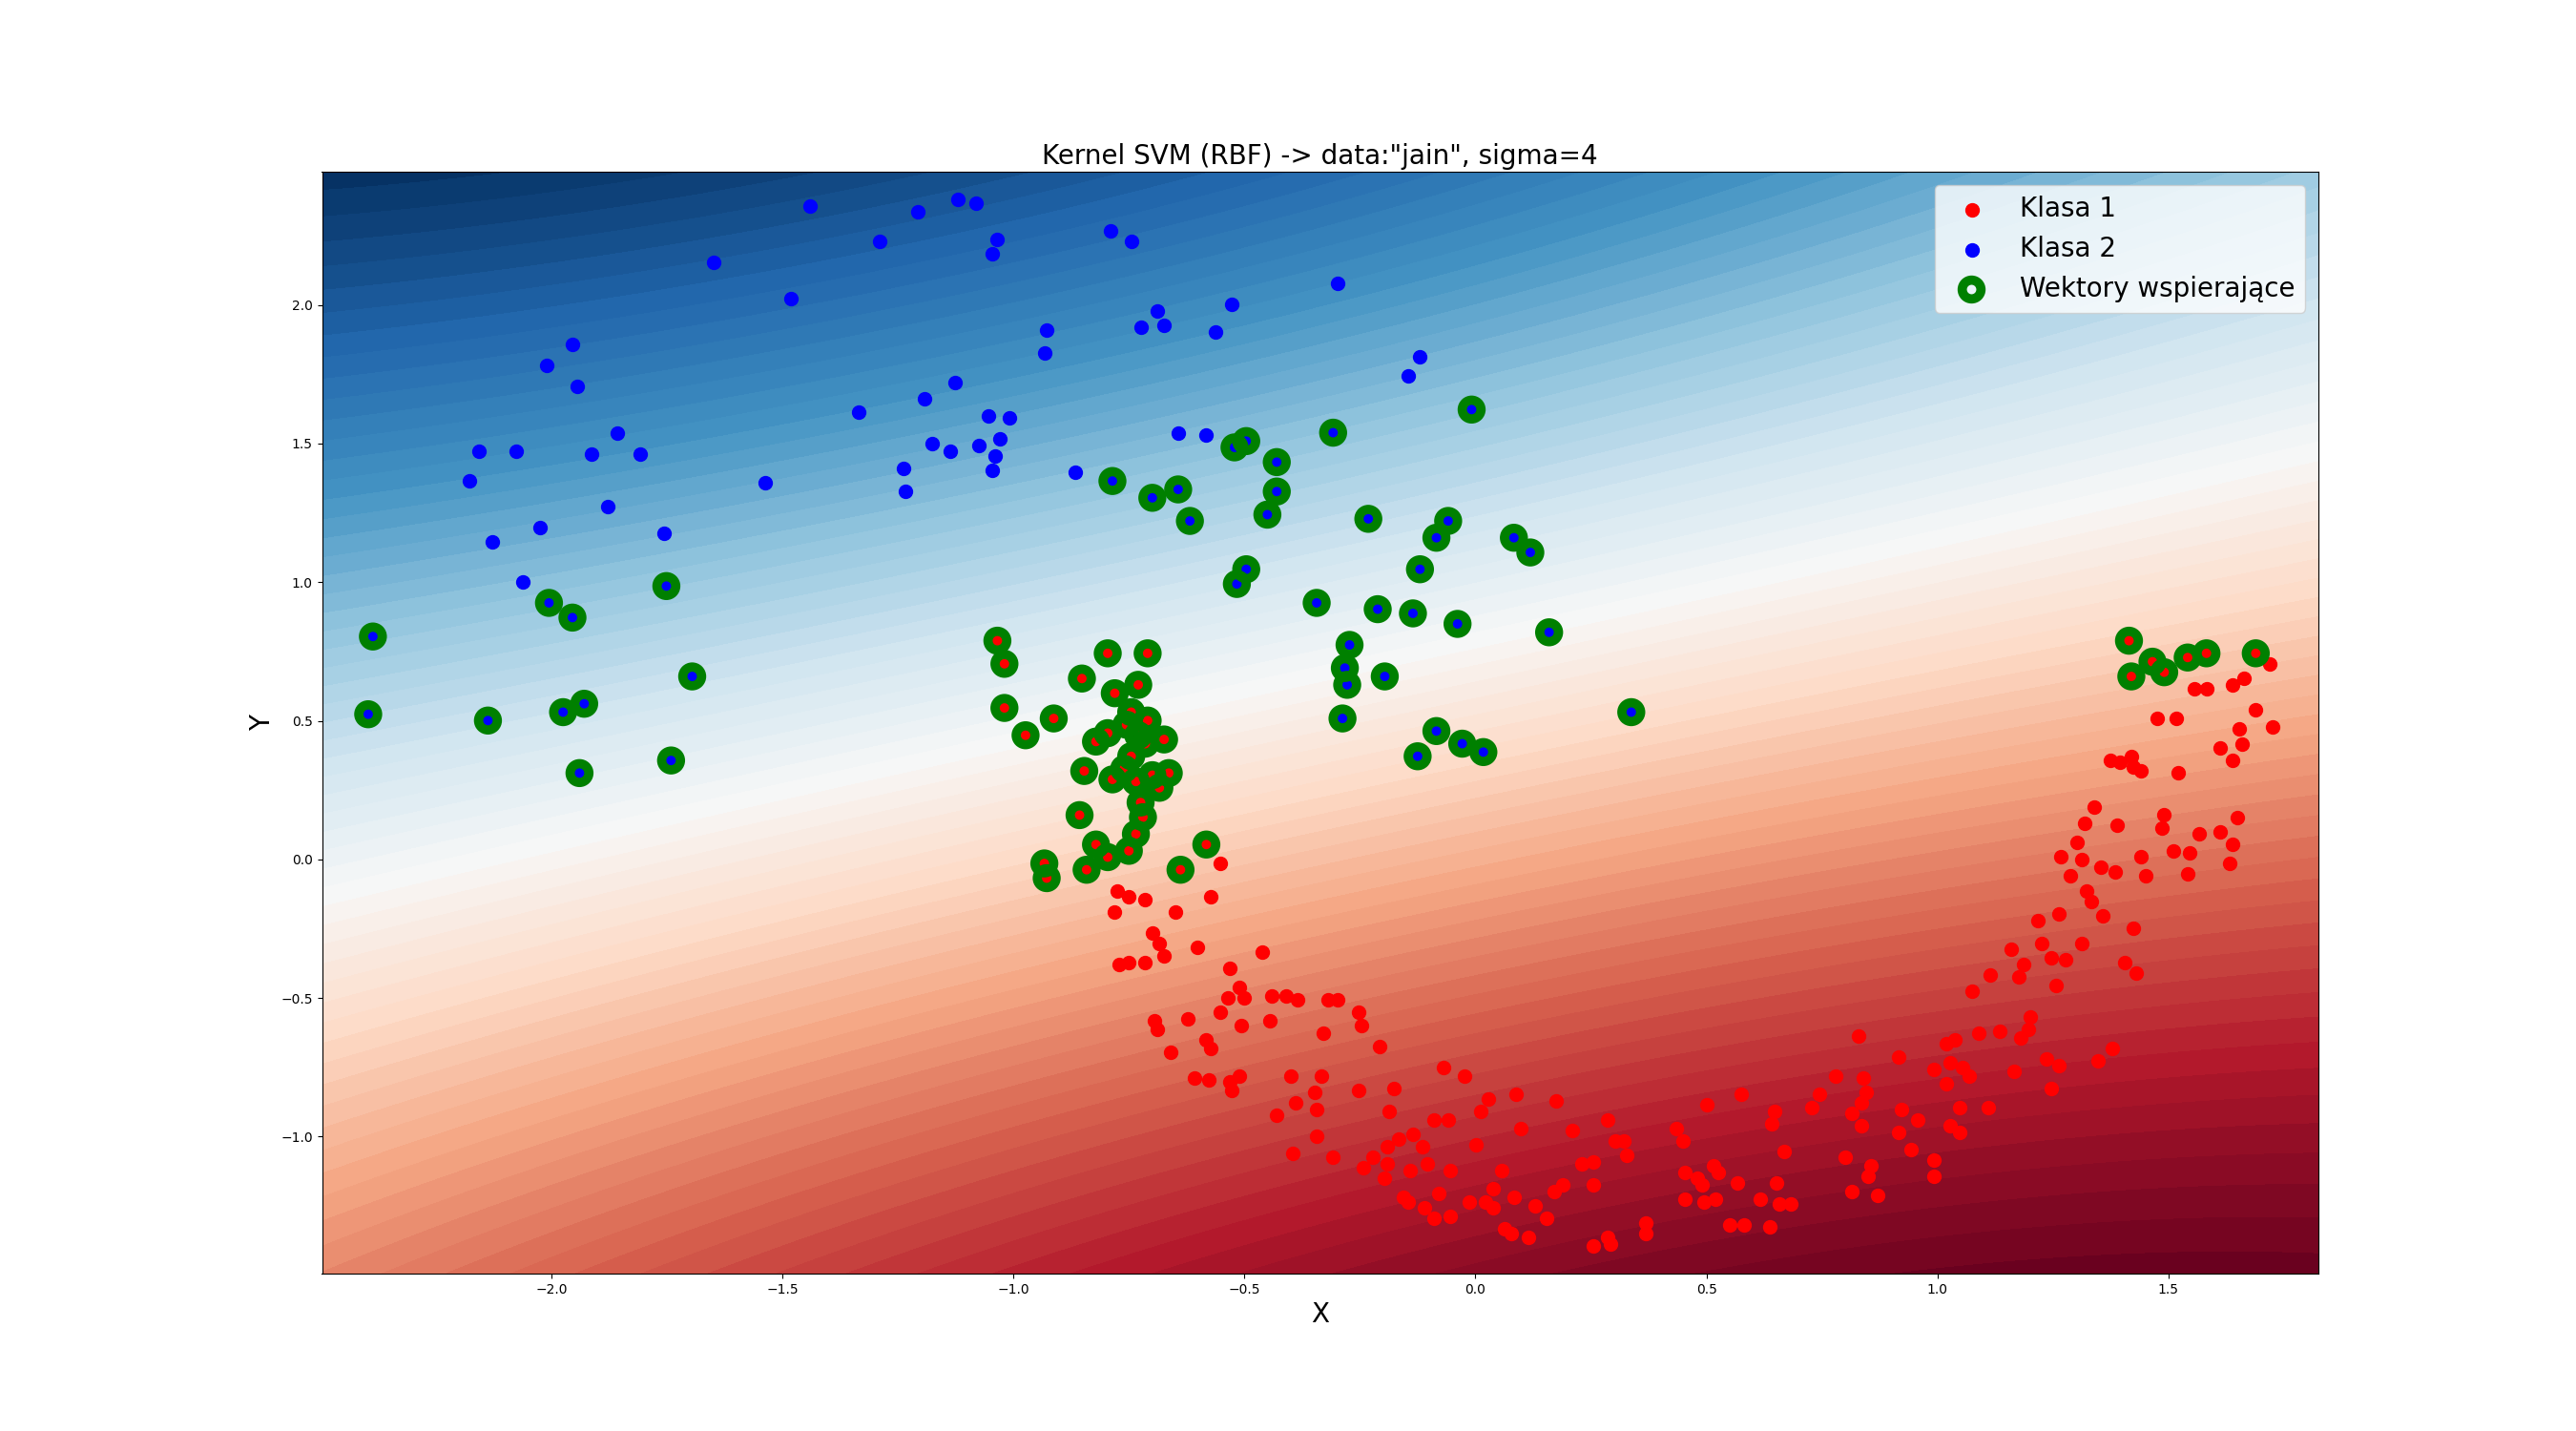 Kernel SVM (RBF) -> data:"jain", sigma=4
Klasa 1
Klasa 2
Wektory wspierające
2.0
1.5
1.0
0.5
0.0
−0.5
−1.0
Y
−2.0 −1.5 −1.0 −0.5 0.0 0.5 1.0 1.5
X